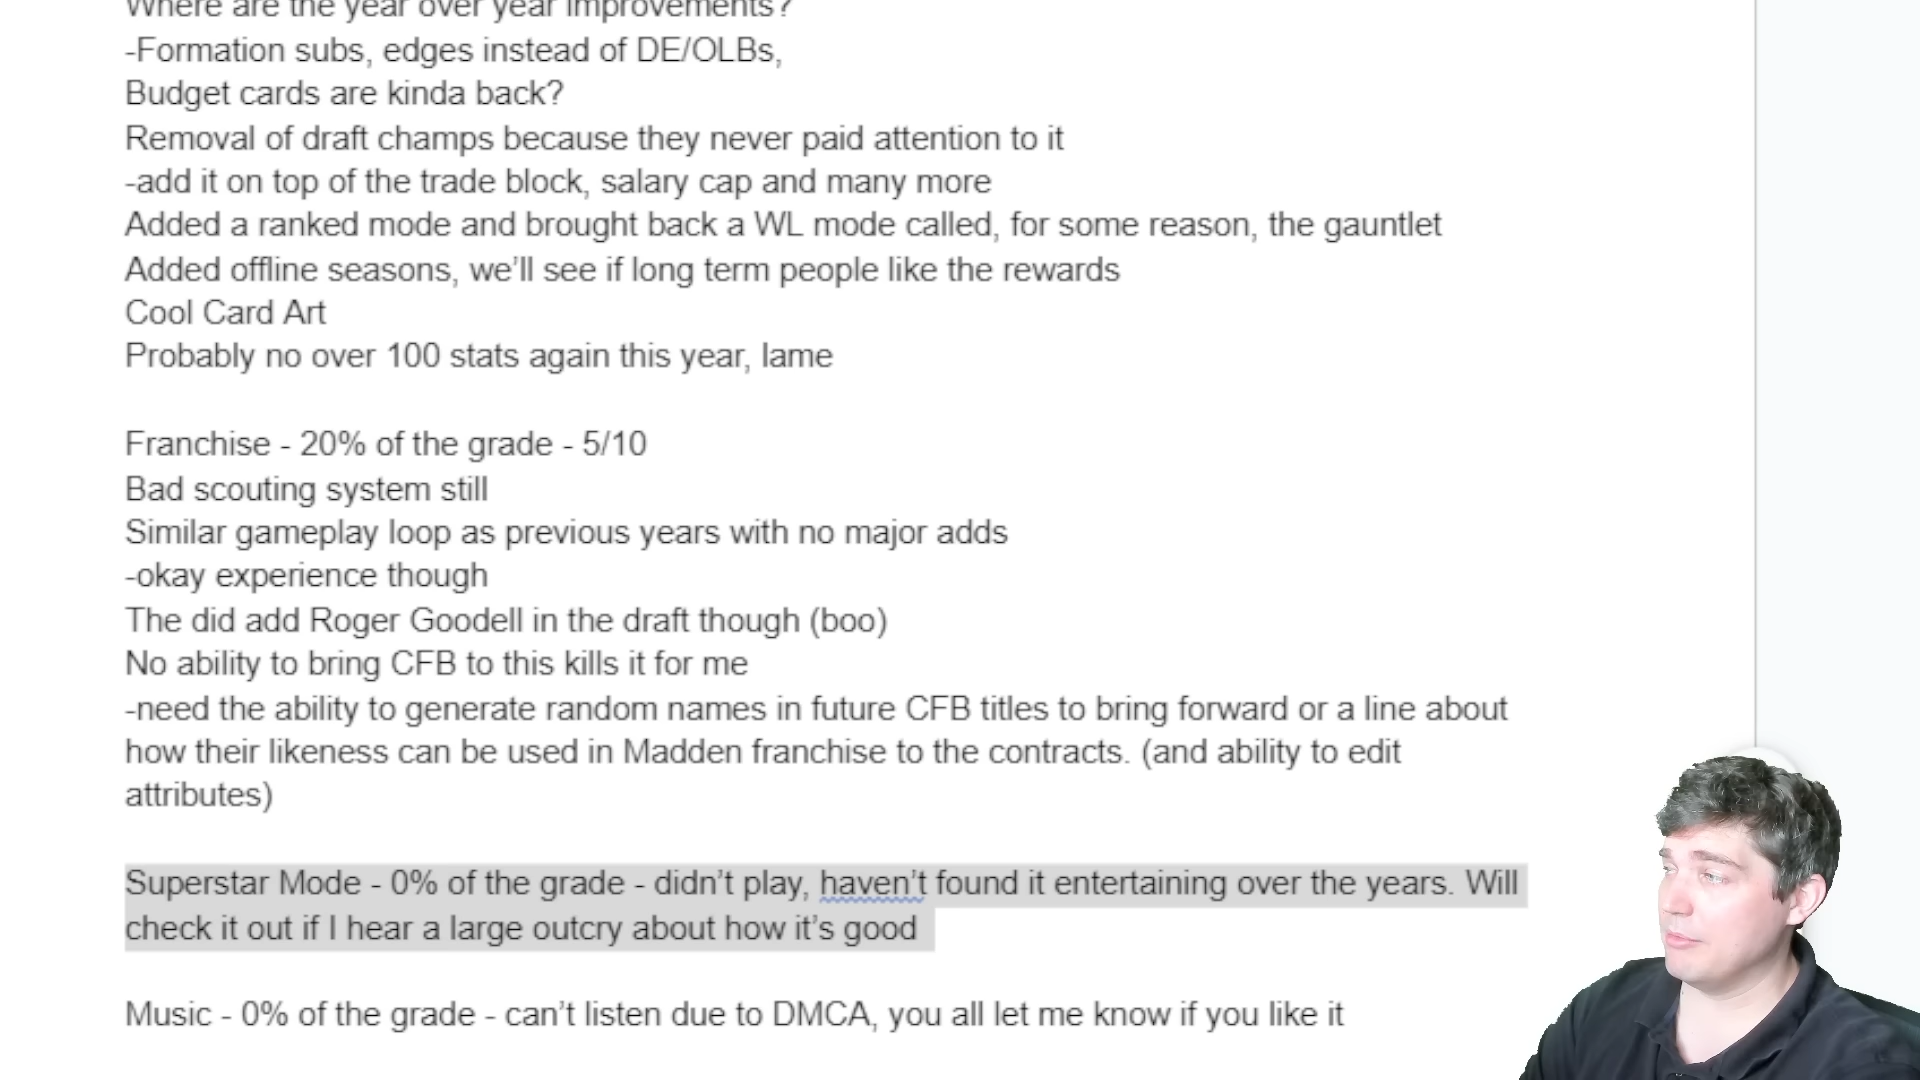 Where are the year over year improvements?
-Formation subs, edges instead of DE/OLBs,
Budget cards are kinda back?
Removal of draft champs because they never paid attention to it
-add it on top of the trade block, salary cap and many more
Added a ranked mode and brought back a WL mode called, for some reason, the gauntlet
Added offline seasons, we’ll see if long term people like the rewards
Cool Card Art
Probably no over 100 stats again this year, lame
Franchise - 20% of the grade - 5/10
Bad scouting system still
Similar gameplay loop as previous years with no major adds
-okay experience though
The did add Roger Goodell in the draft though (boo)
No ability to bring CFB to this kills it for me
-need the ability to generate random names in future CFB titles to bring forward or a line about
how their likeness can be used in Madden franchise to the contracts. (and ability to edit
attributes)
Superstar Mode - 0% of the grade - didn’t play, haven’t found it entertaining over the years. Will
check it out if I hear a large outcry about how it’s good
Music - 0% of the grade - can’t listen due to DMCA, you all let me know if you like it